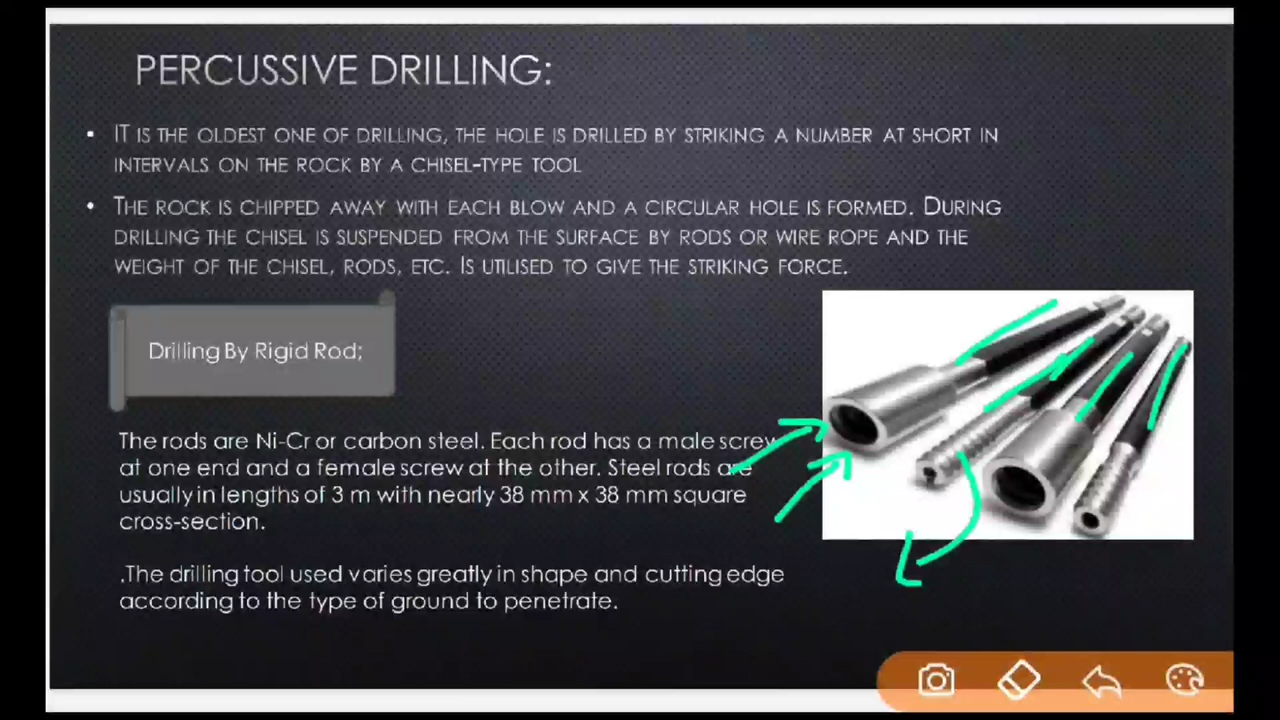 PERCUSSIVE DRILLING:
• IT IS THE OLDEST ONE OF DRILLING, THE HOLE IS DRILLED BY STRIKING A NUMBER AT SHORT IN
INTERVALS ON THE ROCK BY A CHISEL-TYPE TOOL
• THE ROCK IS CHIPPED AWAY WITH EACH BLOW AND A CIRCULAR HOLE IS FORMED. DURING
DRILLING THE CHISEL IS SUSPENDED FROM THE SURFACE BY RODS OR WIRE ROPE AND THE
WEIGHT OF THE CHISEL, RODS, ETC. IS UTILISED TO GIVE THE STRIKING FORCE.
Drilling By Rigid Rod;
The rods are Ni-Cr or carbon steel. Each rod has a male screw
at one end and a female screw at the other. Steel rods are
usually in lengths of 3 m with nearly 38 mm x 38 mm square
cross-section.
.The drilling tool used varies greatly in shape and cutting edge
according to the type of ground to penetrate.